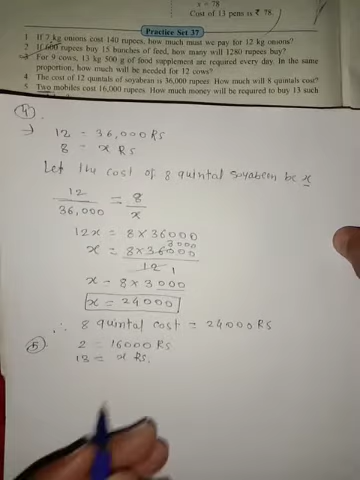 x = 78
Cost of 13 pens is ₹ 78.
Practice Set 37
1 If 7 kg onions cost 140 rupees, how much must we pay for 12 kg onions?
2 If 600 rupees buy 15 bunches of feed, how many will 1280 rupees buy?
3 For 9 cows, 13 kg 500 g of food supplement are required every day. In the same
proportion, how much will be needed for 12 cows?
4 The cost of 12 quintals of soyabean is 36,000 rupees. How much will 8 quintals cost?
5 Two mobiles cost 16,000 rupees. How much money will be required to buy 13 such
④
→ 12 = 36,000 RS
8 = x RS
Let the cost of 8 quintal soyabeen be x
12/36,000 = 8/x
12x = 8 × 36000
3000
x = 8 × 36000 / 12 1
x = 8 × 3000
x = 24000
∴ 8 quintal cost = 24000 RS
⑤ 2 = 16000 RS
13 = x RS.